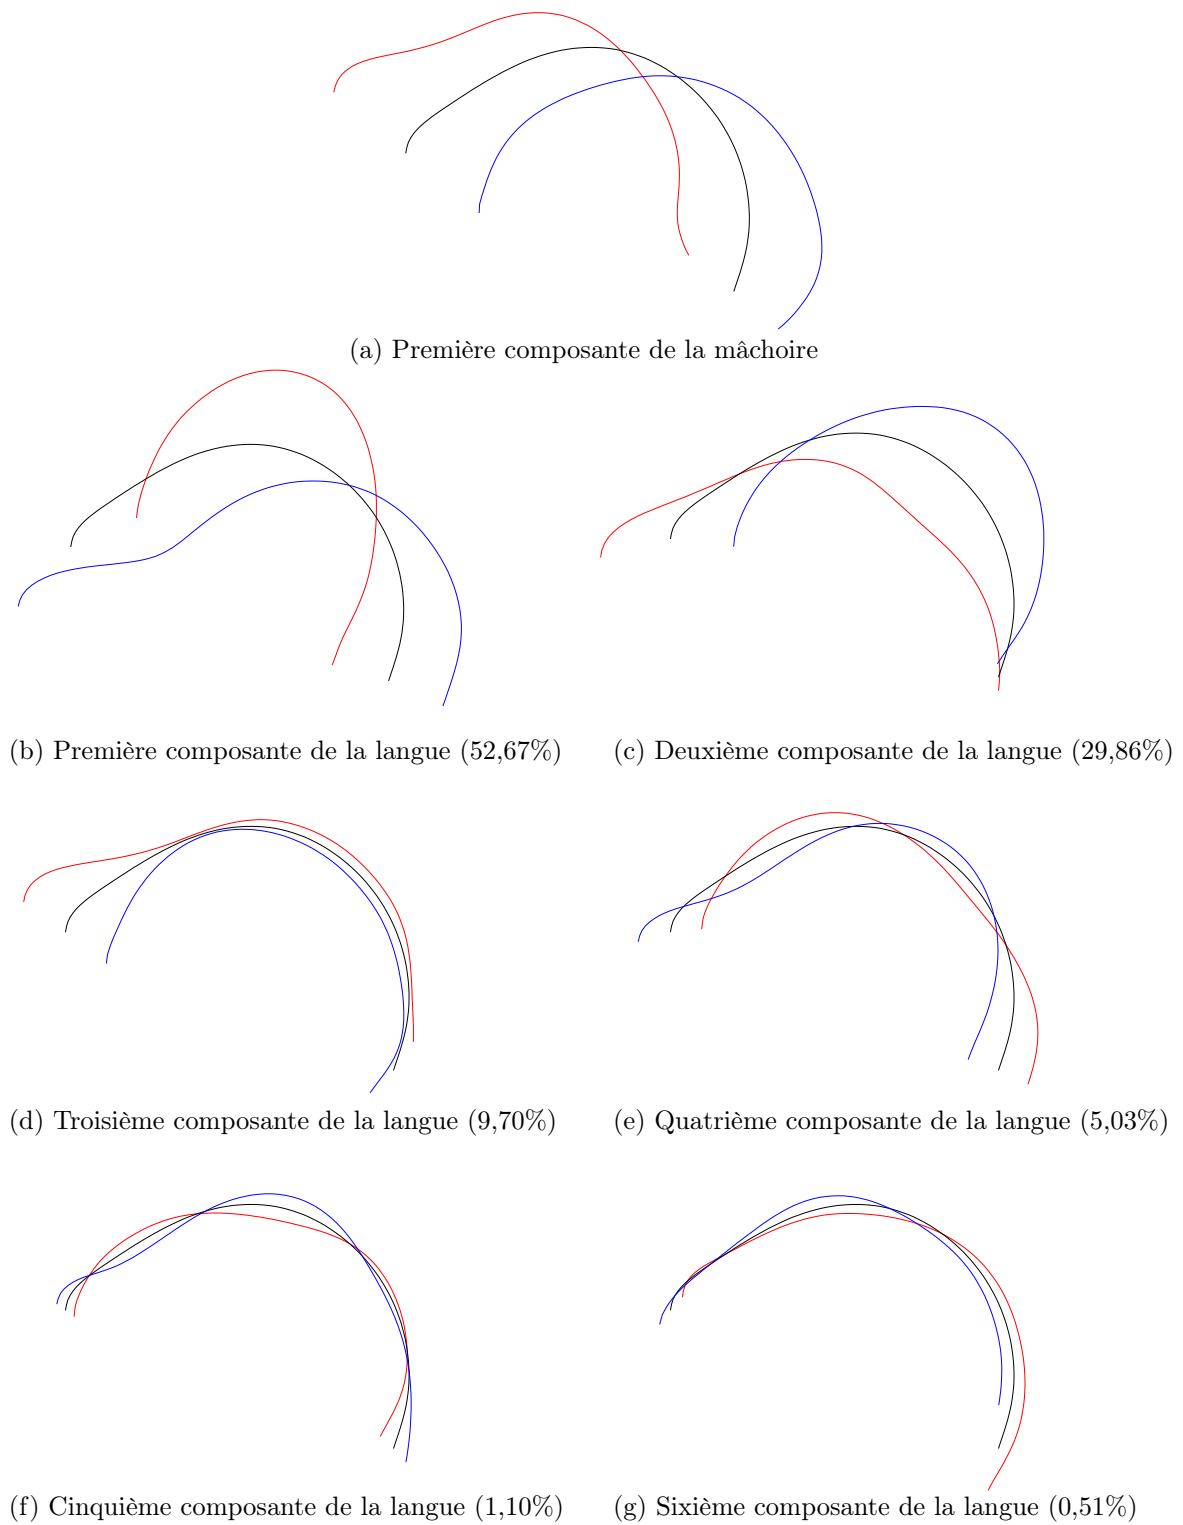 (a) Première composante de la mâchoire
(b) Première composante de la langue (52,67%)
(c) Deuxième composante de la langue (29,86%)
(d) Troisième composante de la langue (9,70%)
(e) Quatrième composante de la langue (5,03%)
(f) Cinquième composante de la langue (1,10%)
(g) Sixième composante de la langue (0,51%)